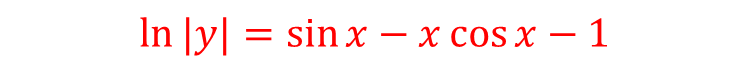 ln |y| = sin x − x cos x − 1